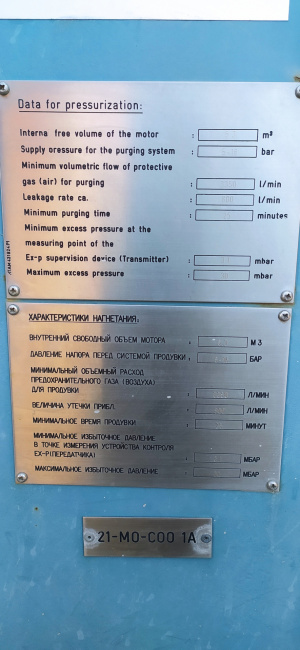 Data for pressurization:
Interna free volume of the motor : m³
Supply pressure for the purging system : bar
Minimum volumetric flow of protective
gas (air) for purging : l/min
Leakage rate ca. : l/min
Minimum purging time : minutes
Minimum excess pressure at the
measuring point of the
Ex-p supervision device (Transmitter) : mbar
Maximum excess pressure : mbar
ХАРАКТЕРИСТИКИ НАГНЕТАНИЯ:
ВНУТРЕННИЙ СВОБОДНЫЙ ОБЪЕМ МОТОРА : М 3
ДАВЛЕНИЕ НАПОРА ПЕРЕД СИСТЕМОЙ ПРОДУВКИ : БАР
МИНИМАЛЬНЫЙ ОБЪЕМНЫЙ РАСХОД
ПРЕДОХРАНИТЕЛЬНОГО ГАЗА (ВОЗДУХА)
ДЛЯ ПРОДУВКИ : Л/МИН
ВЕЛИЧИНА УТЕЧКИ ПРИБЛ. : Л/МИН
МИНИМАЛЬНОЕ ВРЕМЯ ПРОДУВКИ : МИНУТ
МИНИМАЛЬНОЕ ИЗБЫТОЧНОЕ ДАВЛЕНИЕ
В ТОЧКЕ ИЗМЕРЕНИЯ УСТРОЙСТВА КОНТРОЛЯ
EX-P(ПЕРЕДАТЧИКА) : МБАР
МАКСИМАЛЬНОЕ ИЗБЫТОЧНОЕ ДАВЛЕНИЕ : МБАР
21-MO-COO 1A